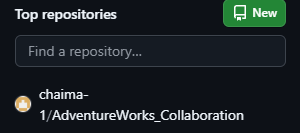 Top repositories
New
Find a repository...
chaima-
1/AdventureWorks_Collaboration